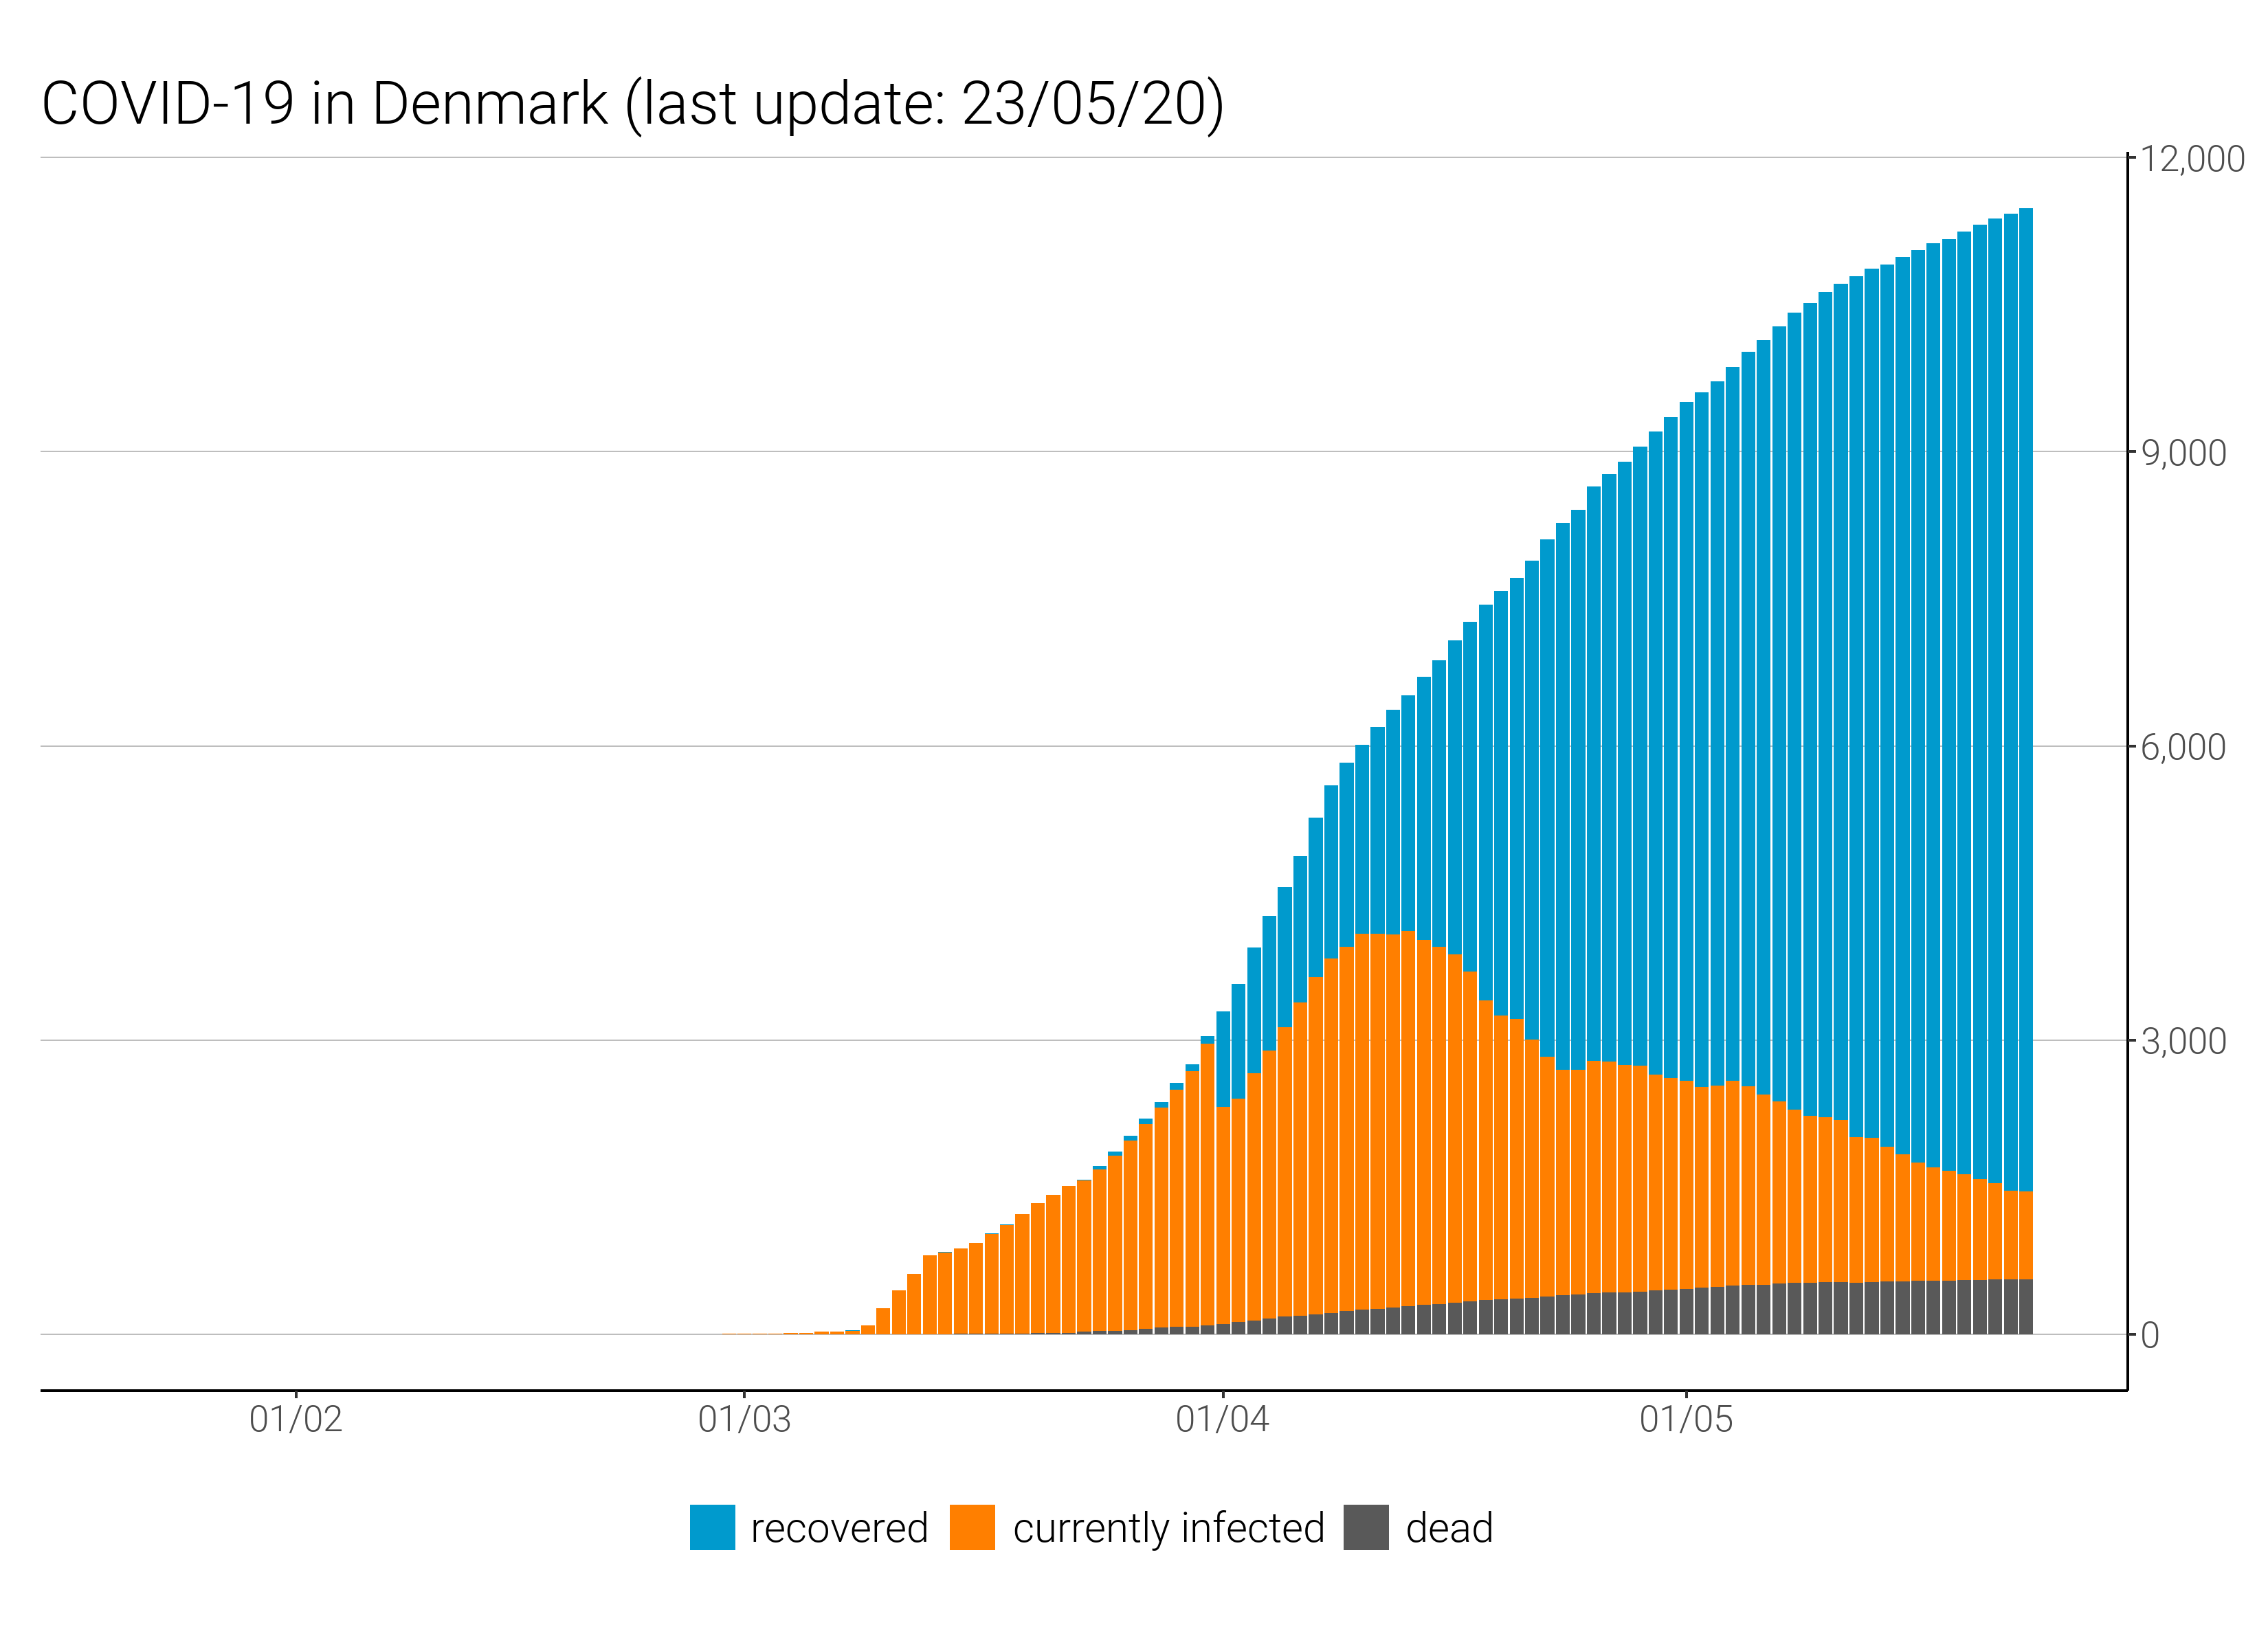 COVID-19 in Denmark (last update: 23/05/20)
12,000
9,000
6,000
3,000
0
01/02 01/03 01/04 01/05
recovered currently infected dead